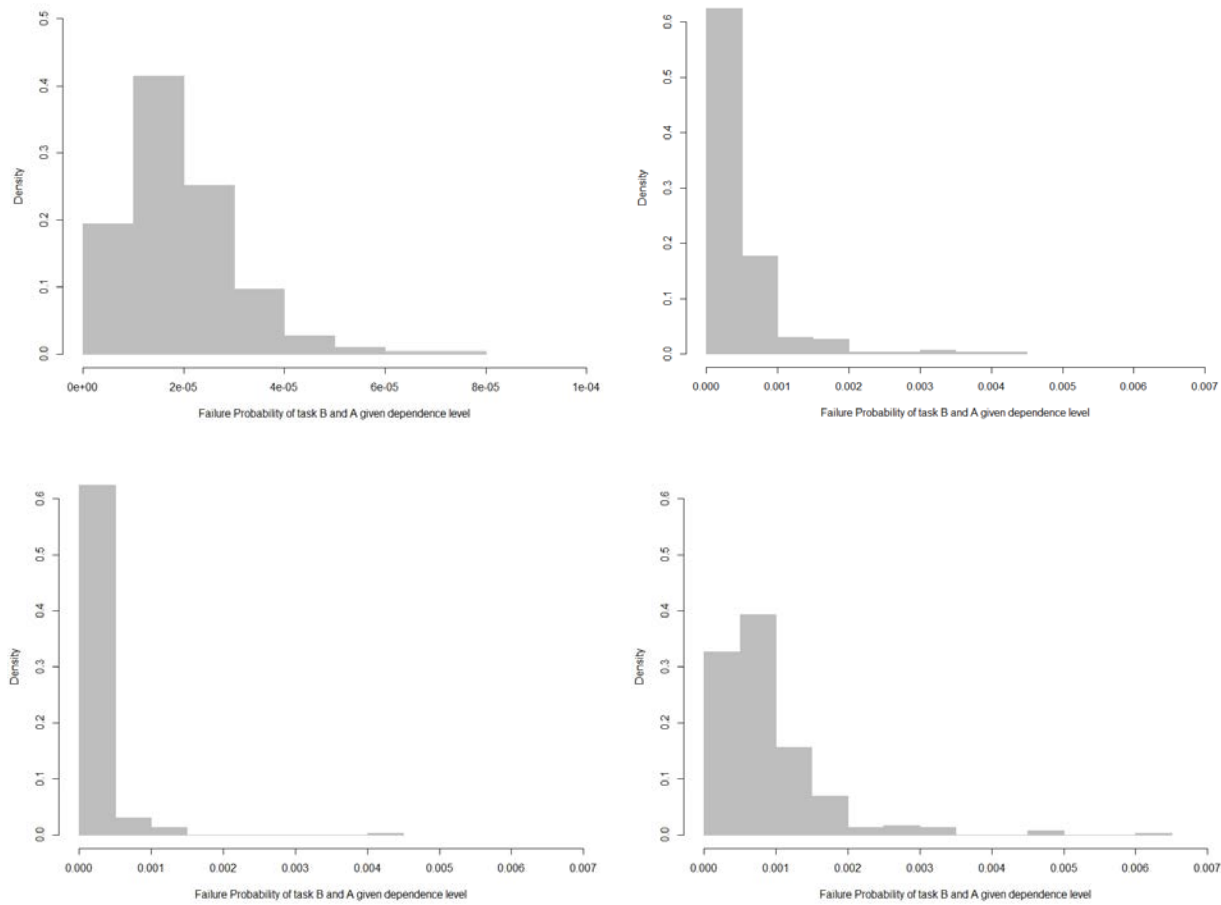 0.5
0.4
0.3
0.2
0.1
0.0
Density
0e+00 2e-05 4e-05 6e-05 8e-05 1e-04
Failure Probability of task B and A given dependence level
0.6
0.5
0.4
0.3
0.2
0.1
0.0
Density
0.000 0.001 0.002 0.003 0.004 0.005 0.006 0.007
Failure Probability of task B and A given dependence level
0.6
0.5
0.4
0.3
0.2
0.1
0.0
Density
0.000 0.001 0.002 0.003 0.004 0.005 0.006 0.007
Failure Probability of task B and A given dependence level
0.6
0.5
0.4
0.3
0.2
0.1
0.0
Density
0.000 0.001 0.002 0.003 0.004 0.005 0.006 0.007
Failure Probability of task B and A given dependence level